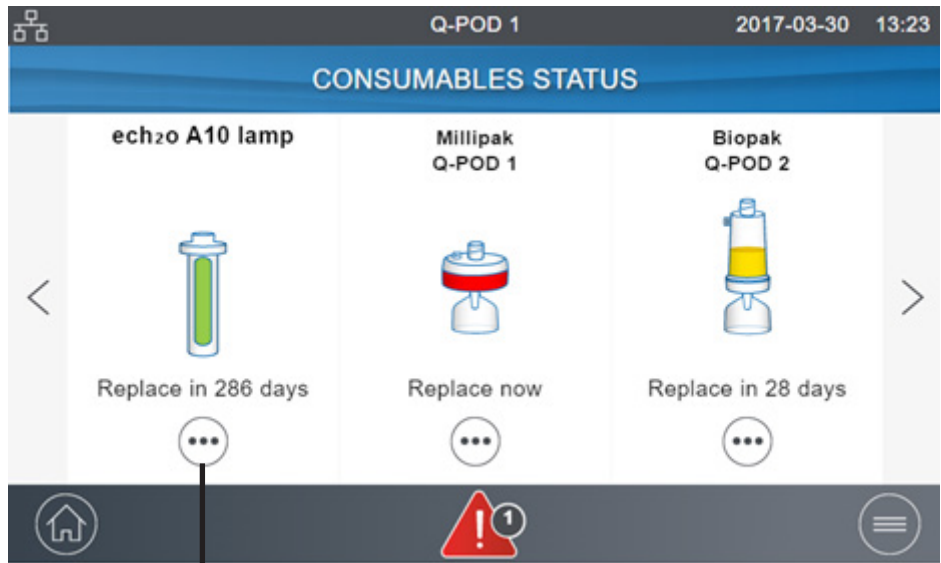 Q-POD 1 2017-03-30 13:23
CONSUMABLES STATUS
ech₂o A10 lamp
Replace in 286 days
Millipak
Q-POD 1
Replace now
Biopak
Q-POD 2
Replace in 28 days
! 1